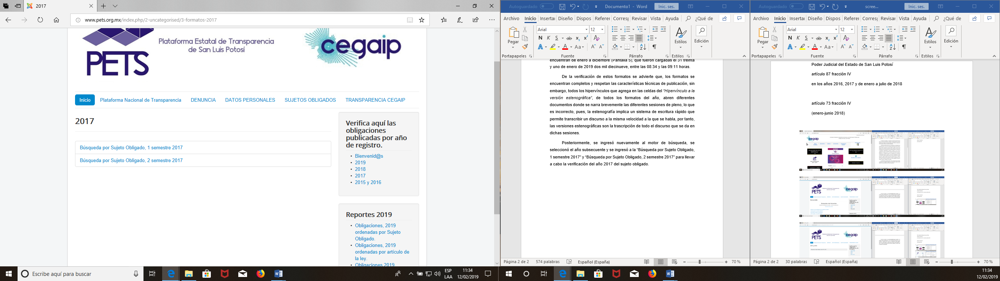 2017
www.pets.org.mx/index.php/2-uncategorised/3-formatos-2017
PETS
Plataforma Estatal de Transparencia
de San Luis Potosí
cegaip
Inicio
Plataforma Nacional de Transparencia
DENUNCIA
DATOS PERSONALES
SUJETOS OBLIGADOS
TRANSPARENCIA CEGAIP
2017
Búsqueda por Sujeto Obligado, 1 semestre 2017
Búsqueda por Sujeto Obligado, 2 semestre 2017
Verifica aquí las
obligaciones
publicadas por año
de registro.
• Bienvenid@s
• 2019
• 2018
• 2017
• 2015 y 2016
Reportes 2019
• Obligaciones, 2019
ordenadas por Sujeto
Obligado.
• Obligaciones, 2019
ordenadas por artículo de
la ley.
• Obligaciones 2019
Escribe aquí para buscar
ESP
LAA
11:34
12/02/2019
Autoguardado
Documento1 - Word
Inic. ses.
Archivo Inicio Insertar Diseño Dispos Referer Corresp Revisar Vista Ayuda ¿Qué de
Arial 12
Pegar
N K S ab x₂ x²
Aa
Estilos
Edición
Portapapeles Fuente Párrafo Estilos
encuentran de enero a diciembre (Pantalla 5), que fueron cargadas el 31 treinta
y uno de enero de 2019 dos mil diecinueve, entre las 08:34 y las 09:11 horas.
De la verificación de estos formatos se advierte que, los formatos se
encuentran completos y respetan las características técnicas de publicación, sin
embargo, todos los hipervínculos que agrega en las celdas del “Hipervínculo a la
versión estenográfica”, de todos los formatos del año, abren diferentes
documentos donde se narra brevemente las diferentes sesiones de pleno, lo que
es incorrecto, pues, la estenografía implica un sistema de escritura rápido que
permite transcribir un discurso a la misma velocidad a la que se habla, por tanto,
las versiones estenográficas son la trascripción de todo el discurso que se da en
dichas sesiones.
Posteriormente, se ingresó nuevamente al motor de búsqueda, se
seleccionó el año subsecuente y se ingresó a la “Búsqueda por Sujeto Obligado,
1 semestre 2017” y “Búsqueda por Sujeto Obligado, 2 semestre 2017” para llevar
a cabo la verificación del año 2017 del sujeto obligado.
Página 2 de 2 574 palabras Español (España) 70 %
Autoguardado
scree...
Inic. ses.
Archivo Inicio Insertar Diseño Dispos Referer Corresp Revisar Vista Ayuda ¿Qué de
Arial 12
Pegar
N K S ab x₂ x²
Aa
Estilos
Edición
Portapapeles Fuente Párrafo Estilos
Poder Judicial del Estado de San Luis Potosí
artículo 87 fracción IV
en los años 2016, 2017 y de enero a julio de 2018
artículo 73 fracción IV
(enero-junio 2018)
cegaip
PETS
cegaip
PETS
cegaip
Página 2 de 2 30 palabras Español (España) 70 %
11:34
12/02/2019